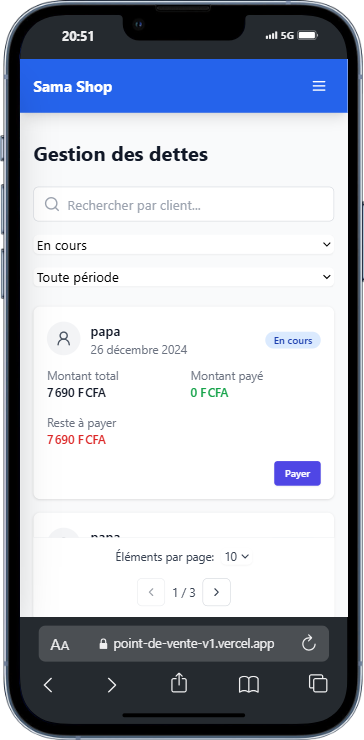 20:51
5G
Sama Shop
Gestion des dettes
Rechercher par client...
En cours
Toute période
papa
En cours
26 décembre 2024
Montant total
Montant payé
7 690 FCFA
0 FCFA
Reste à payer
7 690 FCFA
Payer
papa
Éléments par page: 10
1 / 3
AA
point-de-vente-v1.vercel.app